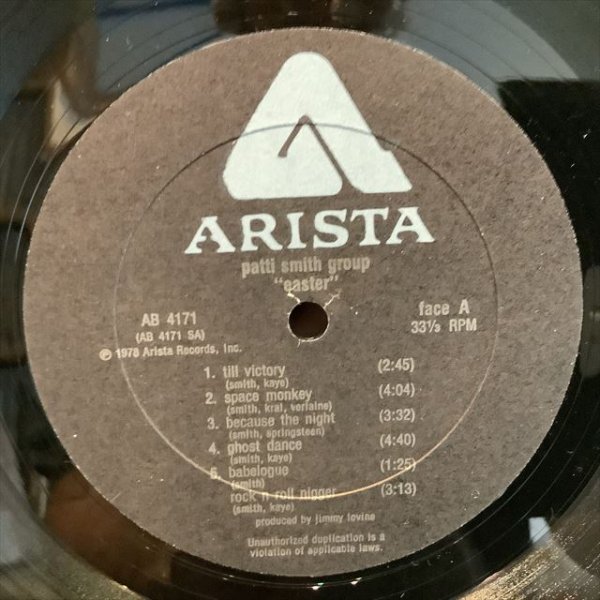 ARISTA
patti smith group
"easter"
AB 4171
(AB 4171 SA)
℗ 1978 Arista Records, Inc.
face A
33⅓ RPM
1. till victory (2:45)
(smith, kaye)
2. space monkey (4:04)
(smith, kral, verlaine)
3. because the night (3:32)
(smith, springsteen)
4. ghost dance (4:40)
(smith, kaye)
5. babelogue (1:25)
(smith)
rock n roll nigger (3:13)
(smith, kaye)
produced by jimmy iovine
Unauthorized duplication is a
violation of applicable laws.